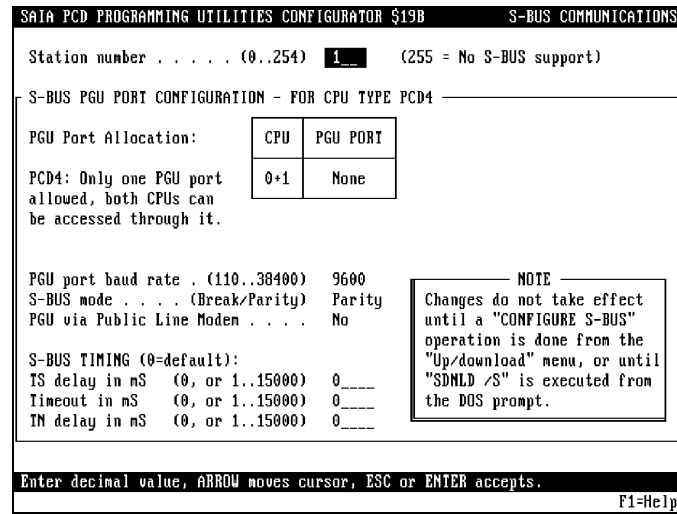 SAIA PCD PROGRAMMING UTILITIES CONFIGURATOR $19B S-BUS COMMUNICATIONS
Station number . . . . . (0..254) 1__ (255 = No S-BUS support)
S-BUS PGU PORT CONFIGURATION - FOR CPU TYPE PCD4
PGU Port Allocation: CPU PGU PORT
PCD4: Only one PGU port 0+1 None
allowed, both CPUs can
be accessed through it.
PGU port baud rate . (110..38400) 9600
S-BUS mode . . . . (Break/Parity) Parity
PGU via Public Line Modem . . . . No
S-BUS TIMING (0=default):
TS delay in mS (0, or 1..15000) 0____
Timeout in mS (0, or 1..15000) 0____
TN delay in mS (0, or 1..15000) 0____
NOTE
Changes do not take effect
until a "CONFIGURE S-BUS"
operation is done from the
"Up/download" menu, or until
"SDNLD /S" is executed from
the DOS prompt.
Enter decimal value, ARROW moves cursor, ESC or ENTER accepts.
F1=Help